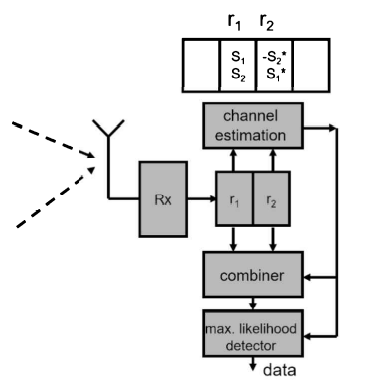 r1 r2
S1 -S2*
S2 S1*
channel
estimation
Rx
r1 r2
combiner
max. likelihood
detector
data